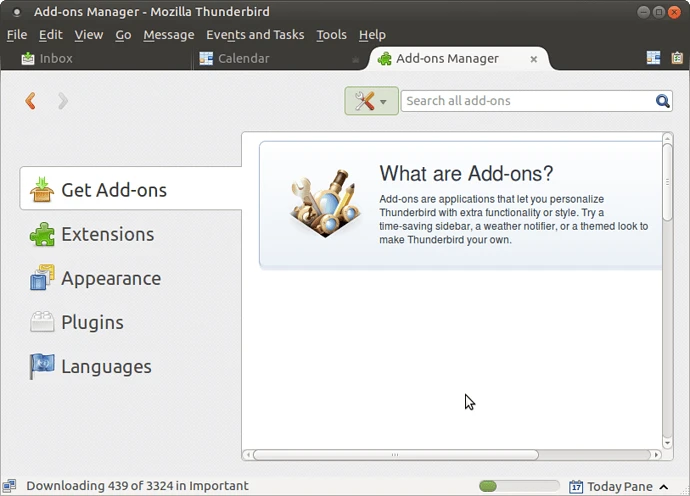 Add-ons Manager - Mozilla Thunderbird
File Edit View Go Message Events and Tasks Tools Help
Inbox Calendar Add-ons Manager
Search all add-ons
Get Add-ons
Extensions
Appearance
Plugins
Languages
What are Add-ons?
Add-ons are applications that let you personalize
Thunderbird with extra functionality or style. Try a
time-saving sidebar, a weather notifier, or a themed look to
make Thunderbird your own.
Downloading 439 of 3324 in Important 17 Today Pane